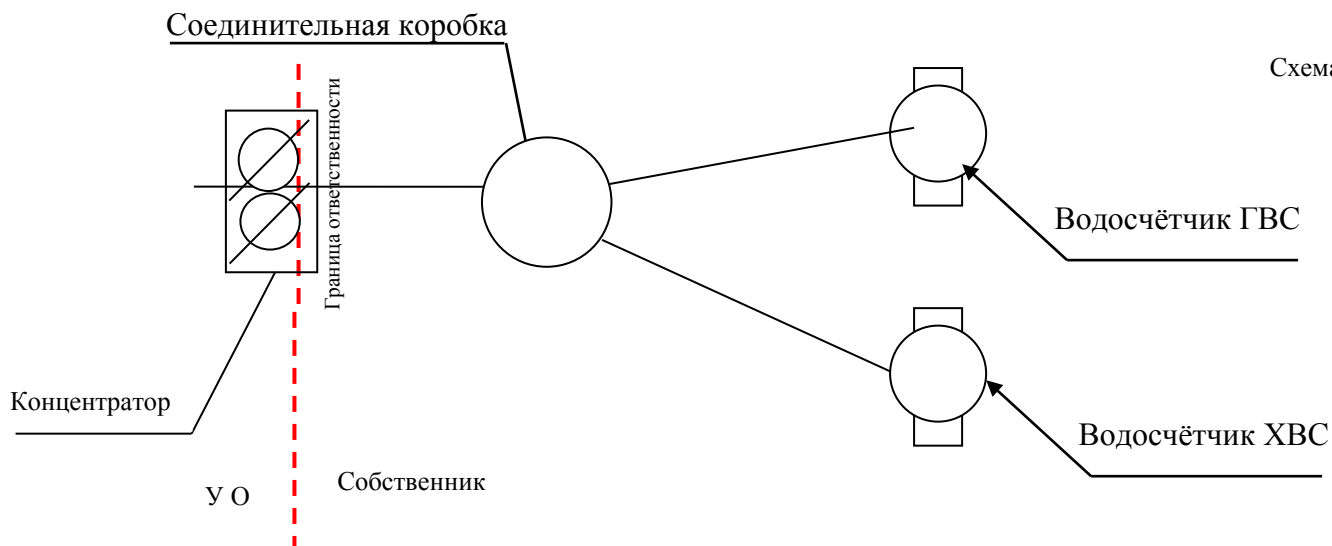 Соединительная коробка
Схема
Граница ответственности
Водосчётчик ГВС
Концентратор
Водосчётчик ХВС
У О
Собственник